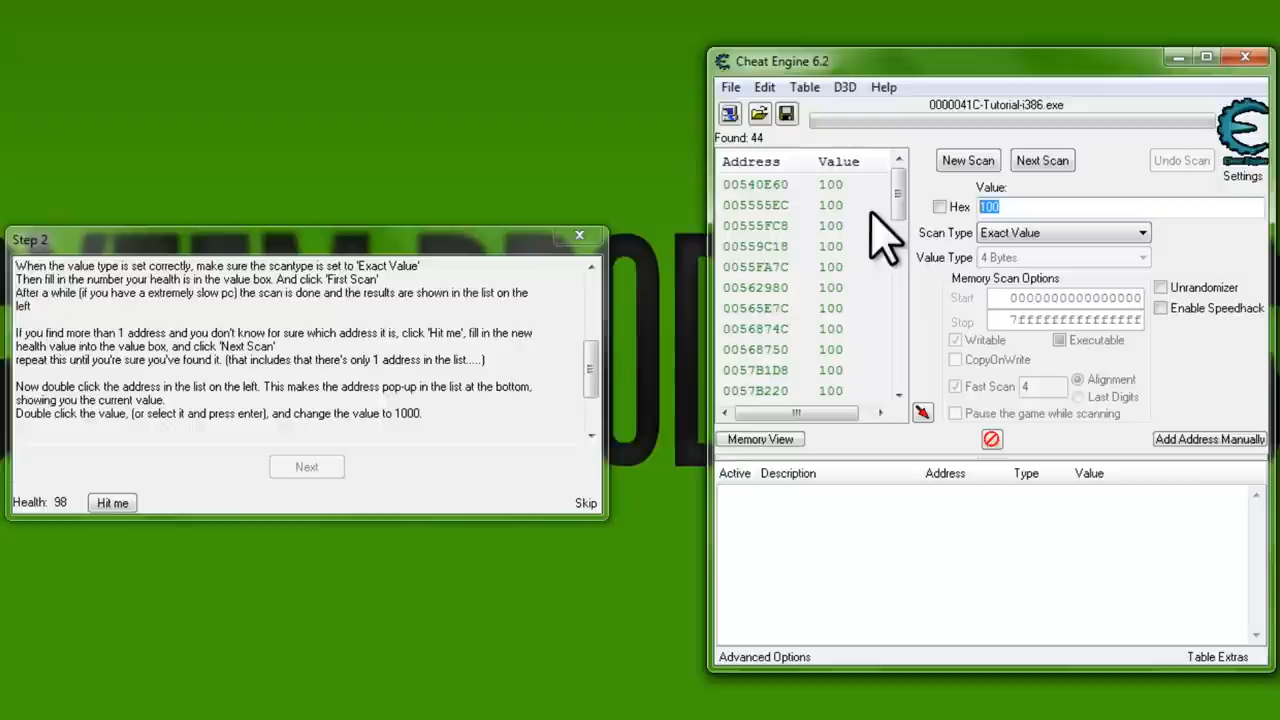 Step 2
When the value type is set correctly, make sure the scantype is set to 'Exact Value'
Then fill in the number your health is in the value box. And click 'First Scan'
After a while (if you have a extremely slow pc) the scan is done and the results are shown in the list on the
left
If you find more than 1 address and you don't know for sure which address it is, click 'Hit me', fill in the new
health value into the value box, and click 'Next Scan'
repeat this until you're sure you've found it. (that includes that there's only 1 address in the list.....)
Now double click the address in the list on the left. This makes the address pop-up in the list at the bottom,
showing you the current value.
Double click the value, (or select it and press enter), and change the value to 1000.
Next
Health: 98 Hit me Skip
Cheat Engine 6.2
File Edit Table D3D Help
0000041C-Tutorial-i386.exe
Found: 44
Address Value
00540E60 100
005555EC 100
00555FC8 100
00559C18 100
0055FA7C 100
00562980 100
00565E7C 100
0056874C 100
00568750 100
0057B1D8 100
0057B220 100
New Scan Next Scan Undo Scan
Settings
Value:
Hex 100
Scan Type Exact Value
Value Type 4 Bytes
Memory Scan Options
Start 0000000000000000
Stop 7fffffffffffffff
Writable Executable
CopyOnWrite
Fast Scan 4 Alignment
Last Digits
Pause the game while scanning
Unrandomizer
Enable Speedhack
Memory View Add Address Manually
Active Description Address Type Value
Advanced Options Table Extras